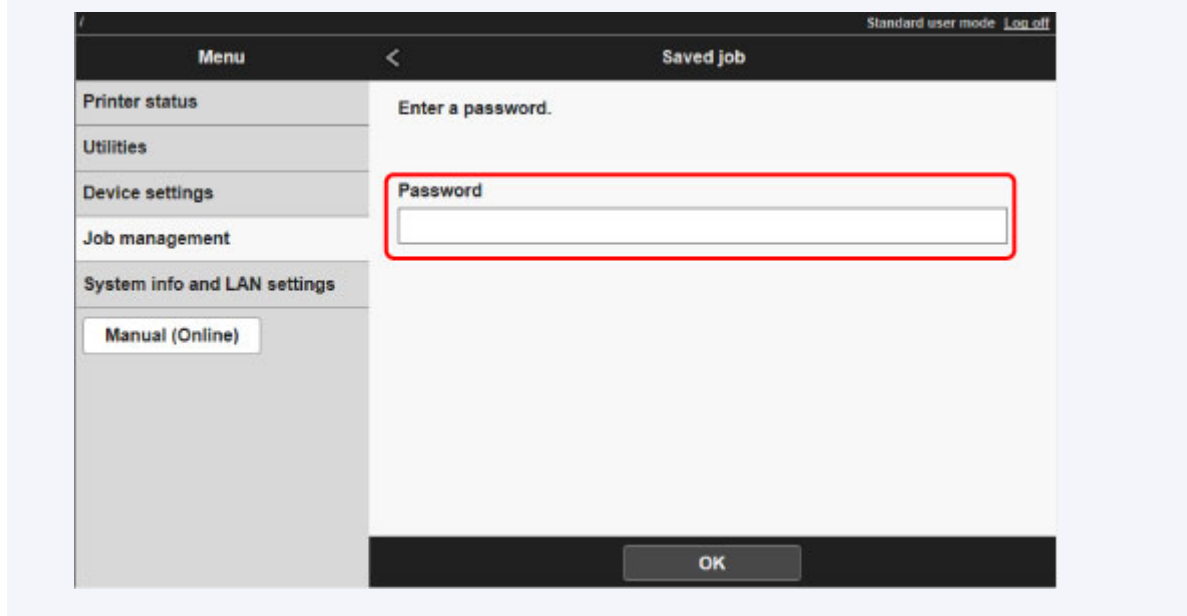 /
Standard user mode Log off
Menu
< Saved job
Printer status
Utilities
Device settings
Job management
System info and LAN settings
Manual (Online)
Enter a password.
Password
OK